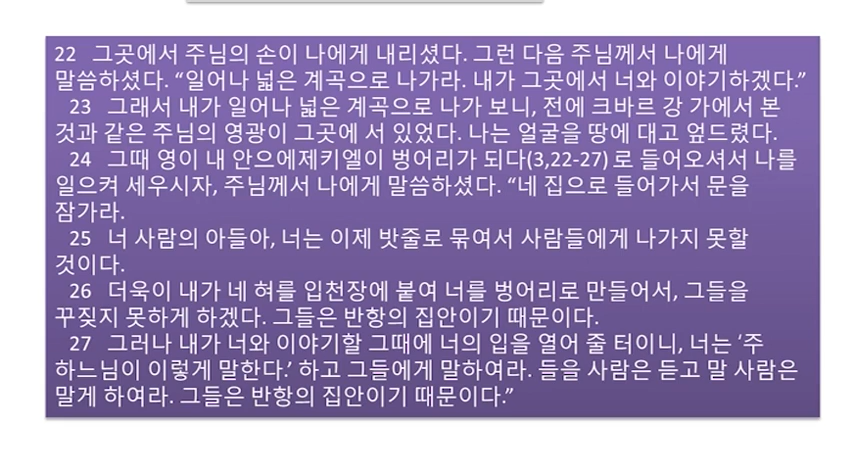 22 그곳에서 주님의 손이 나에게 내리셨다. 그런 다음 주님께서 나에게
말씀하셨다. “일어나 넓은 계곡으로 나가라. 내가 그곳에서 너와 이야기하겠다.”
23 그래서 내가 일어나 넓은 계곡으로 나가 보니, 전에 크바르 강 가에서 본
것과 같은 주님의 영광이 그곳에 서 있었다. 나는 얼굴을 땅에 대고 엎드렸다.
24 그때 영이 내 안으에제키엘이 벙어리가 되다(3,22-27) 로 들어오셔서 나를
일으켜 세우시자, 주님께서 나에게 말씀하셨다. “네 집으로 들어가서 문을
잠가라.
25 너 사람의 아들아, 너는 이제 밧줄로 묶여서 사람들에게 나가지 못할
것이다.
26 더욱이 내가 네 혀를 입천장에 붙여 너를 벙어리로 만들어서, 그들을
꾸짖지 못하게 하겠다. 그들은 반항의 집안이기 때문이다.
27 그러나 내가 너와 이야기할 그때에 너의 입을 열어 줄 터이니, 너는 ‘주
하느님이 이렇게 말한다.’ 하고 그들에게 말하여라. 들을 사람은 듣고 말 사람은
말게 하여라. 그들은 반항의 집안이기 때문이다.”